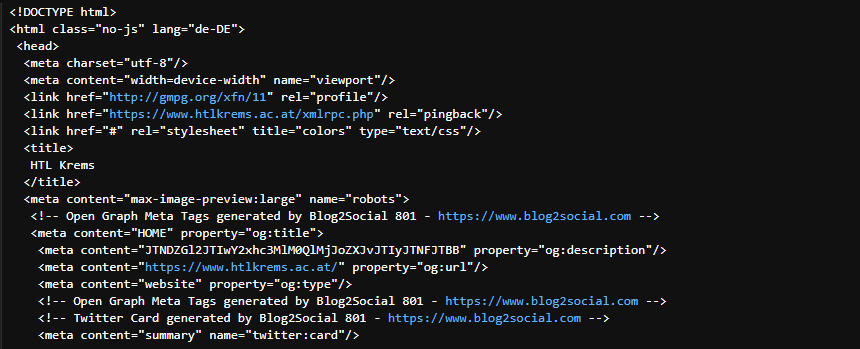 <!DOCTYPE html>
<html class="no-js" lang="de-DE">
<head>
<meta charset="utf-8"/>
<meta content="width=device-width" name="viewport"/>
<link href="http://gmpg.org/xfn/11" rel="profile"/>
<link href="https://www.htlkrems.ac.at/xmlrpc.php" rel="pingback"/>
<link href="#" rel="stylesheet" title="colors" type="text/css"/>
<title>
HTL Krems
</title>
<meta content="max-image-preview:large" name="robots">
<!-- Open Graph Meta Tags generated by Blog2Social 801 - https://www.blog2social.com -->
<meta content="HOME" property="og:title">
<meta content="JTNDZGl2JTIwY2xhc3MlM0QlMjJoZXJvJTIyJTNFJTBB" property="og:description"/>
<meta content="https://www.htlkrems.ac.at/" property="og:url"/>
<meta content="website" property="og:type"/>
<!-- Open Graph Meta Tags generated by Blog2Social 801 - https://www.blog2social.com -->
<!-- Twitter Card generated by Blog2Social 801 - https://www.blog2social.com -->
<meta content="summary" name="twitter:card"/>